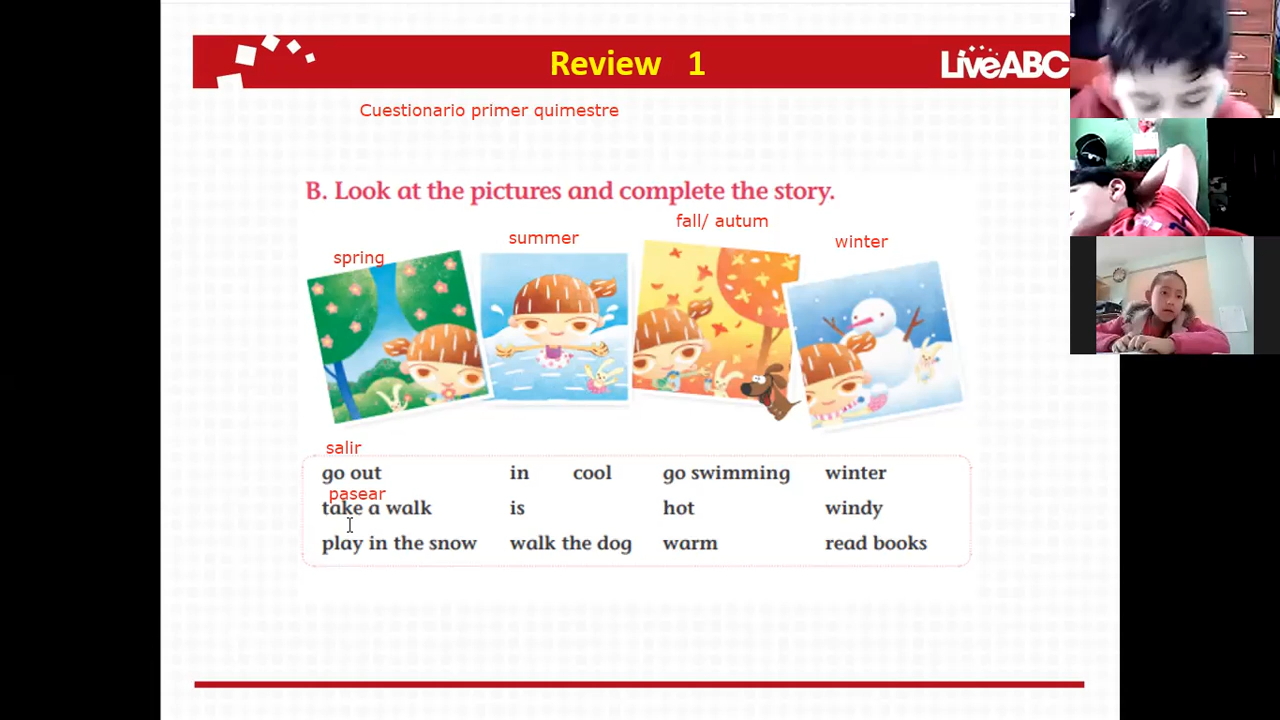 Review 1
LiveABC
Cuestionario primer quimestre
B. Look at the pictures and complete the story.
spring
summer
fall/ autum
winter
salir
go out in cool go swimming winter
pasear
take a walk is hot windy
play in the snow walk the dog warm read books